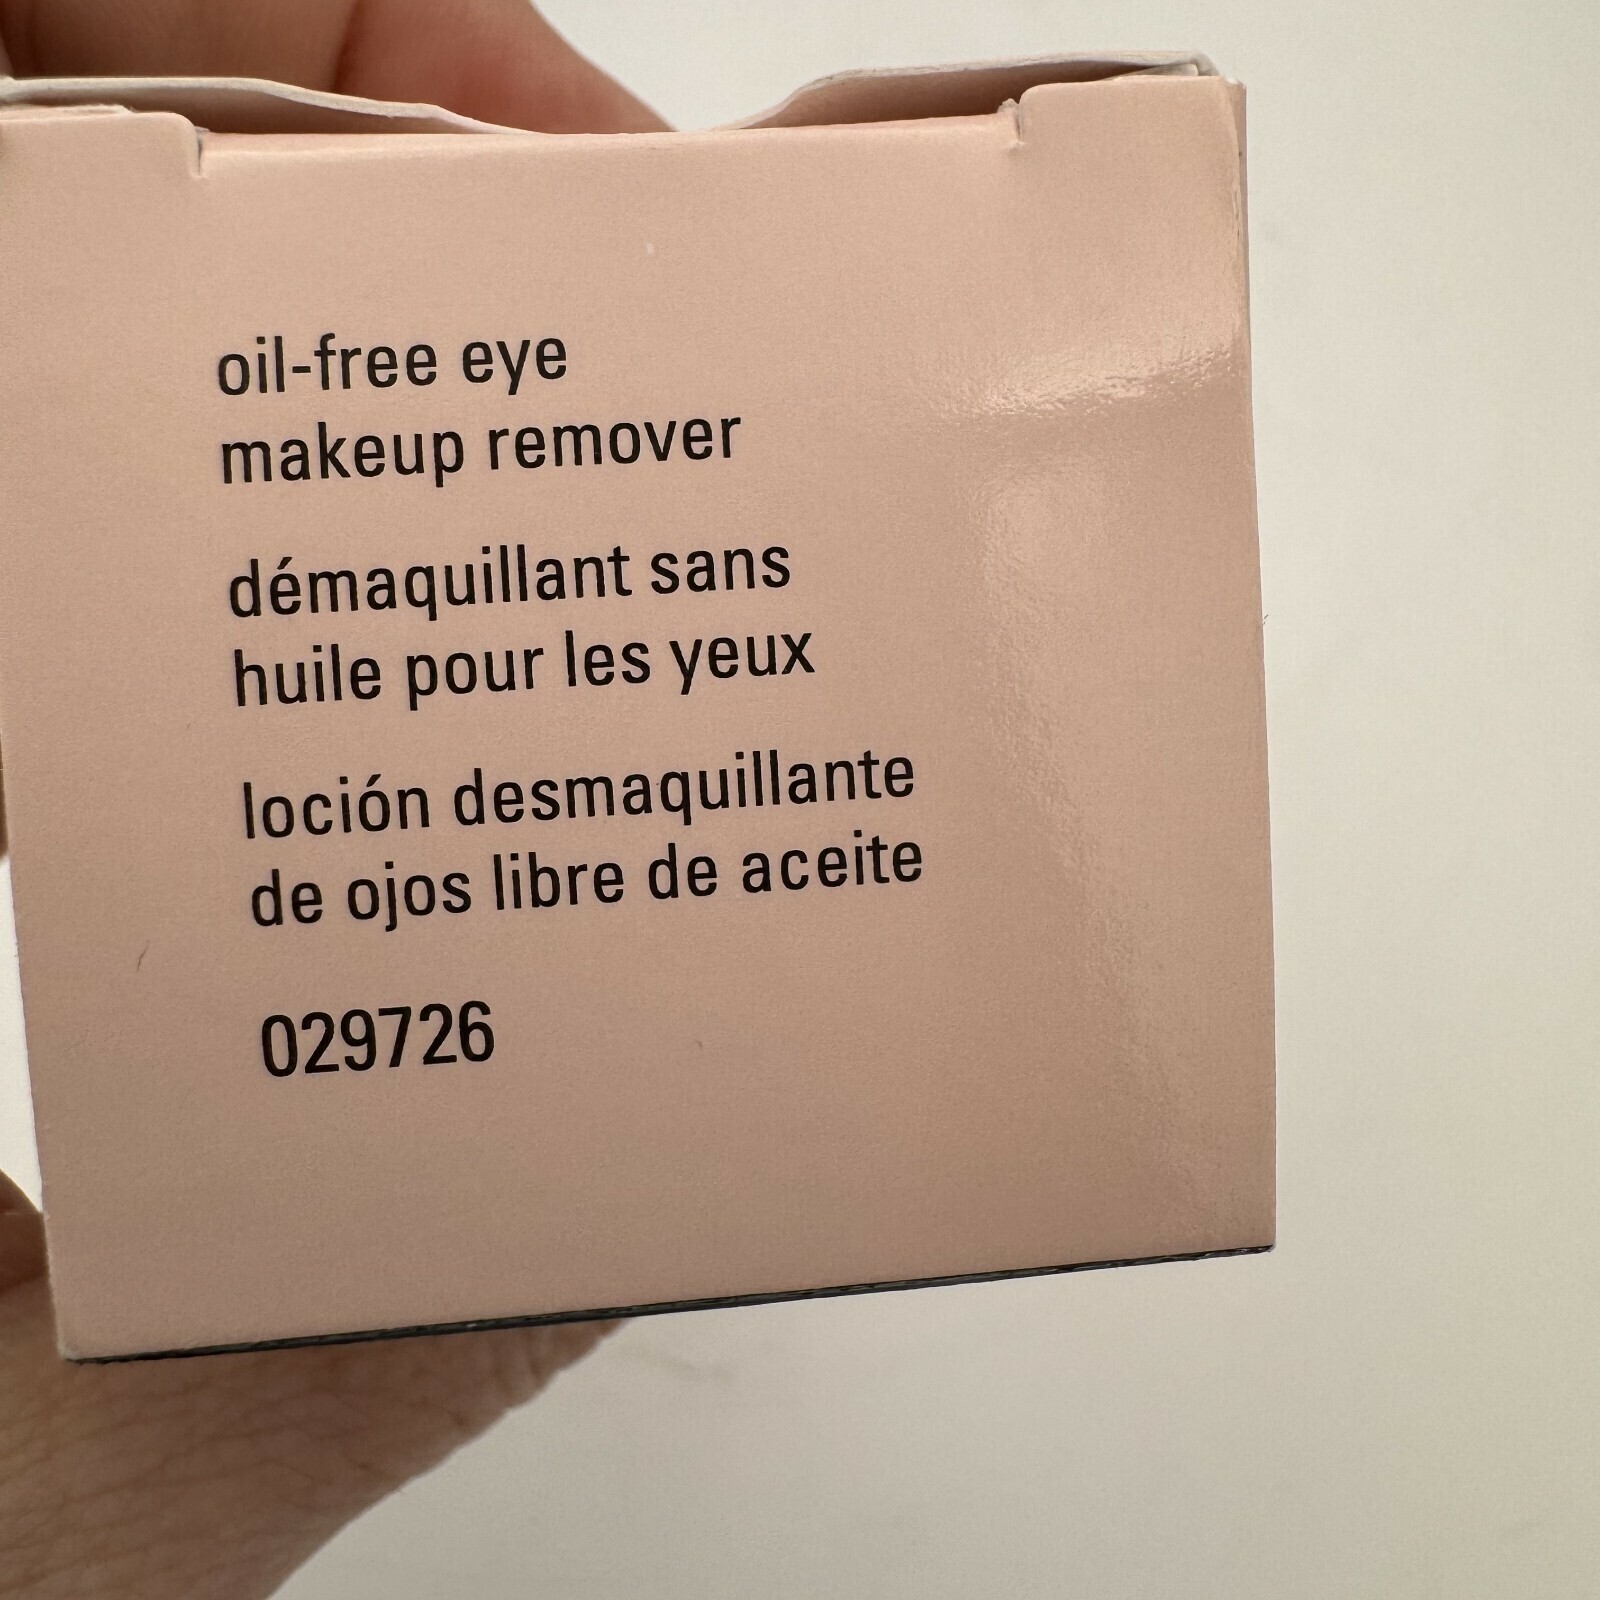 oil-free eye
makeup remover
démaquillant sans
huile pour les yeux
loción desmaquillante
de ojos libre de aceite
029726